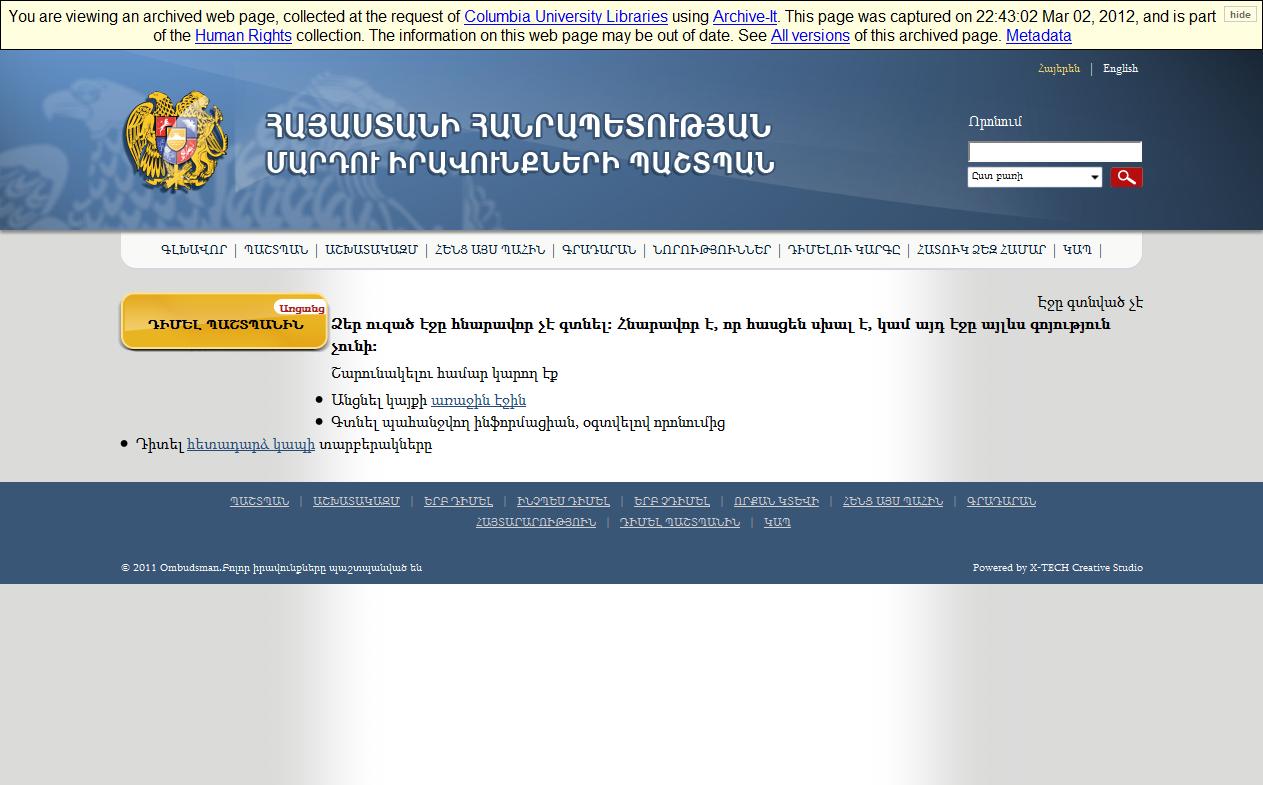 You are viewing an archived web page, collected at the request of Columbia University Libraries using Archive-It. This page was captured on 22:43:02 Mar 02, 2012, and is part
of the Human Rights collection. The information on this web page may be out of date. See All versions of this archived page. Metadata
hide
Հայերեն | English
ՀԱՅԱՍՏԱՆԻ ՀԱՆՐԱՊԵՏՈՒԹՅԱՆ
ՄԱՐԴՈՒ ԻՐԱՎՈՒՆՔՆԵՐԻ ՊԱՇՏՊԱՆ
Որոնում
Ըստ բառի
ԳԼԽԱՎՈՐ | ՊԱՇՏՊԱՆ | ԱՇԽԱՏԱԿԱԶՄ | ՀԵՆՑ ԱՅՍ ՊԱՀԻՆ | ԳՐԱԴԱՐԱՆ | ՆՈՐՈՒԹՅՈՒՆՆԵՐ | ԴԻՄԵԼՈՒ ԿԱՐԳԸ | ՀԱՏՈՒԿ ՁԵԶ ՀԱՄԱՐ | ԿԱՊ |
Առցանց
ԴԻՄԵԼ ՊԱՇՏՊԱՆԻՆ
Էջը գտնված չէ
Ձեր ուզած էջը հնարավոր չէ գտնել: Հնարավոր է, որ հասցեն սխալ է, կամ այդ էջը այլևս գոյություն
չունի:
Շարունակելու համար կարող էք
• Անցնել կայքի առաջին էջին
• Գտնել պահանջվող ինֆորմացիան, օգտվելով որոնումից
• Դիտել հետադարձ կապի տարբերակները
ՊԱՇՏՊԱՆ | ԱՇԽԱՏԱԿԱԶՄ | ԵՐԲ ԴԻՄԵԼ | ԻՆՉՊԵՍ ԴԻՄԵԼ | ԵՐԲ ՉԴԻՄԵԼ | ՈՐՔԱՆ ԿՏԵՎԻ | ՀԵՆՑ ԱՅՍ ՊԱՀԻՆ | ԳՐԱԴԱՐԱՆ
ՀԱՅՏԱՐԱՐՈՒԹՅՈՒՆ | ԴԻՄԵԼ ՊԱՇՏՊԱՆԻՆ | ԿԱՊ
© 2011 Ombudsman.Բոլոր իրավունքները պաշտպանված են
Powered by X-TECH Creative Studio